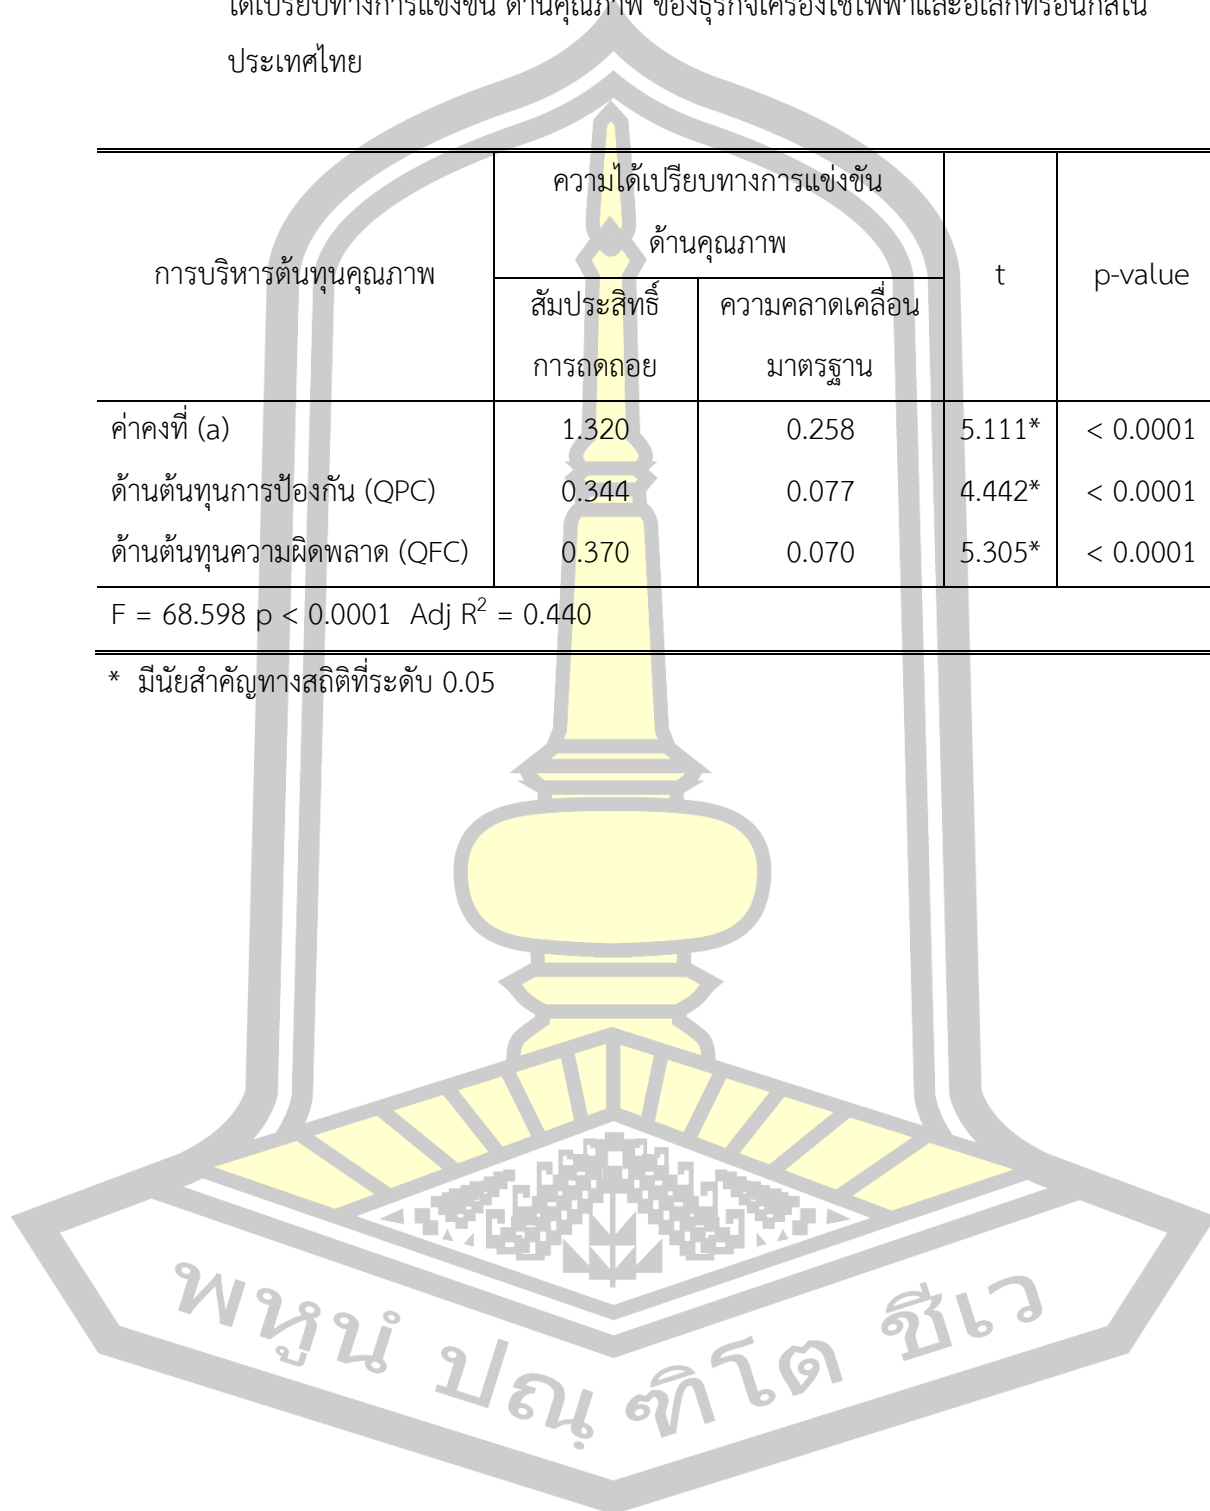 ได้เปรียบทางการแข่งขัน ด้านคุณภาพ ของธุรกิจเครื่องใช้ไฟฟ้าและอิเล็กทรอนิกส์ใน
ประเทศไทย
การบริหารต้นทุนคุณภาพ
ความได้เปรียบทางการแข่งขัน
ด้านคุณภาพ
t
p-value
สัมประสิทธิ์
การถดถอย
ความคลาดเคลื่อน
มาตรฐาน
ค่าคงที่ (a) 1.320 0.258 5.111* < 0.0001
ด้านต้นทุนการป้องกัน (QPC) 0.344 0.077 4.442* < 0.0001
ด้านต้นทุนความผิดพลาด (QFC) 0.370 0.070 5.305* < 0.0001
F = 68.598 p < 0.0001 Adj R² = 0.440
* มีนัยสำคัญทางสถิติที่ระดับ 0.05
พหูนํ ปณฺฑิโต ชีเว